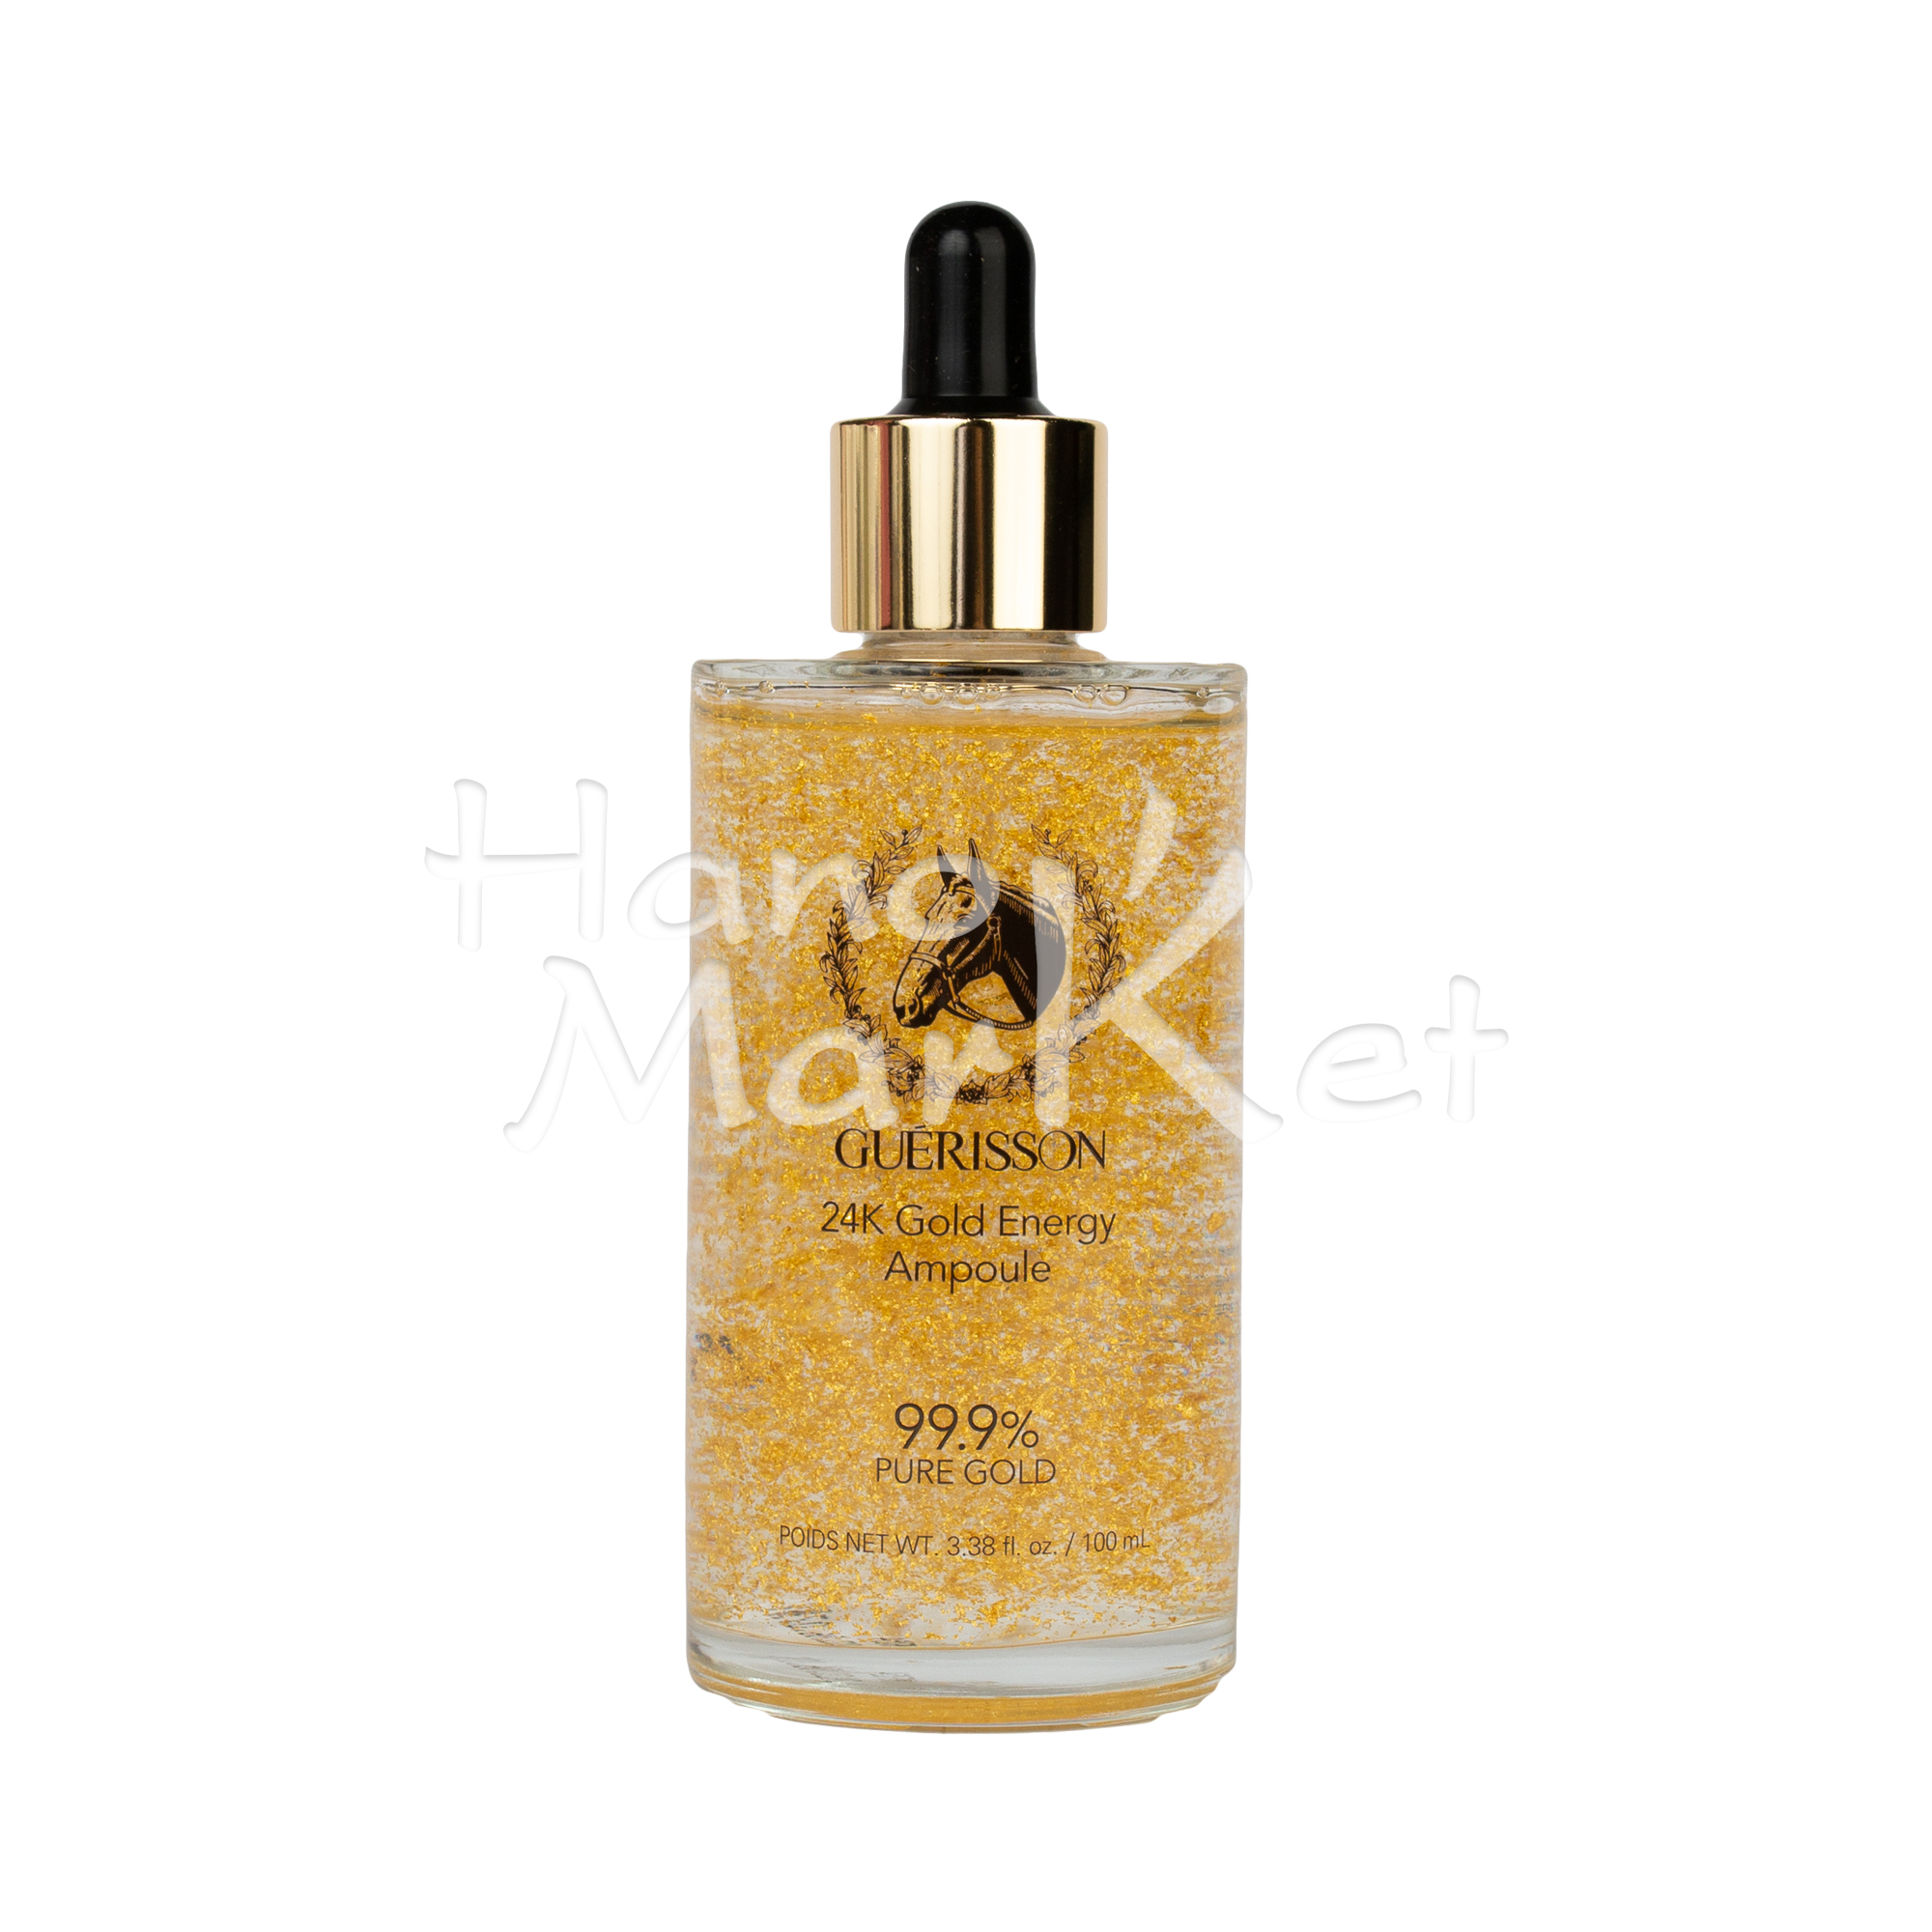 Hano
MarKet
GUÉRISSON
24K Gold Energy
Ampoule
99.9%
PURE GOLD
POIDS NET WT. 3.38 fl. oz. / 100 mL